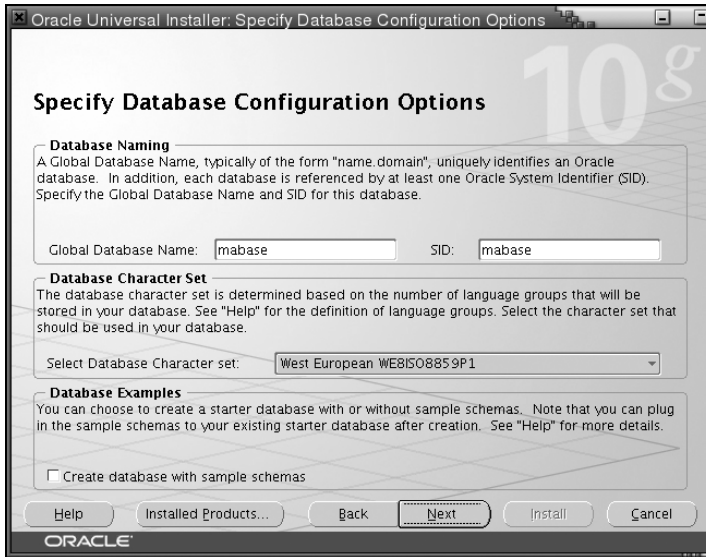 Oracle Universal Installer: Specify Database Configuration Options
10g
Specify Database Configuration Options
Database Naming
A Global Database Name, typically of the form "name.domain", uniquely identifies an Oracle
database. In addition, each database is referenced by at least one Oracle System Identifier (SID).
Specify the Global Database Name and SID for this database.
Global Database Name: mabase SID: mabase
Database Character Set
The database character set is determined based on the number of language groups that will be
stored in your database. See "Help" for the definition of language groups. Select the character set that
should be used in your database.
Select Database Character set: West European WE8ISO8859P1
Database Examples
You can choose to create a starter database with or without sample schemas. Note that you can plug
in the sample schemas to your existing starter database after creation. See "Help" for more details.
Create database with sample schemas
Help Installed Products... Back Next Install Cancel
ORACLE